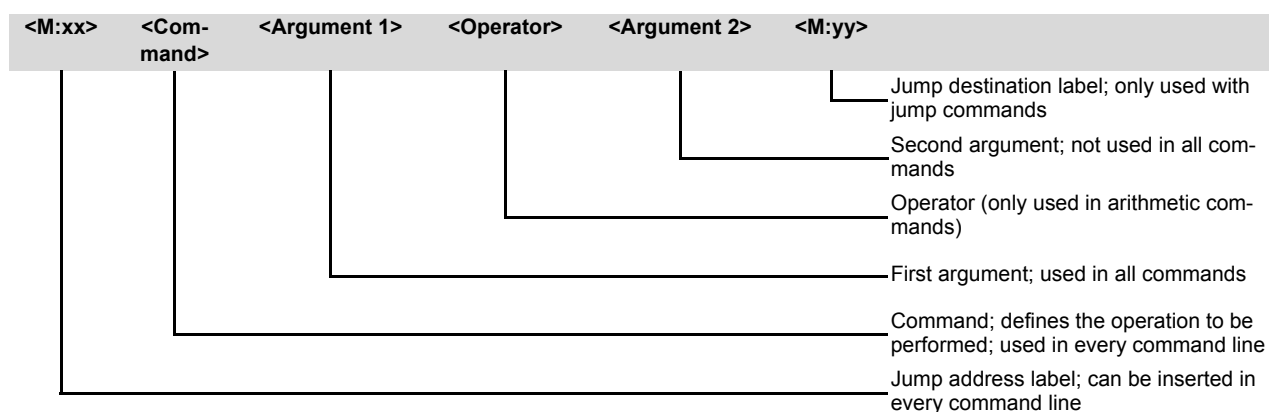 <M:xx> <Com- <Argument 1> <Operator> <Argument 2> <M:yy>
mand>
Jump destination label; only used with
jump commands
Second argument; not used in all com-
mands
Operator (only used in arithmetic com-
mands)
First argument; used in all commands
Command; defines the operation to be
performed; used in every command line
Jump address label; can be inserted in
every command line